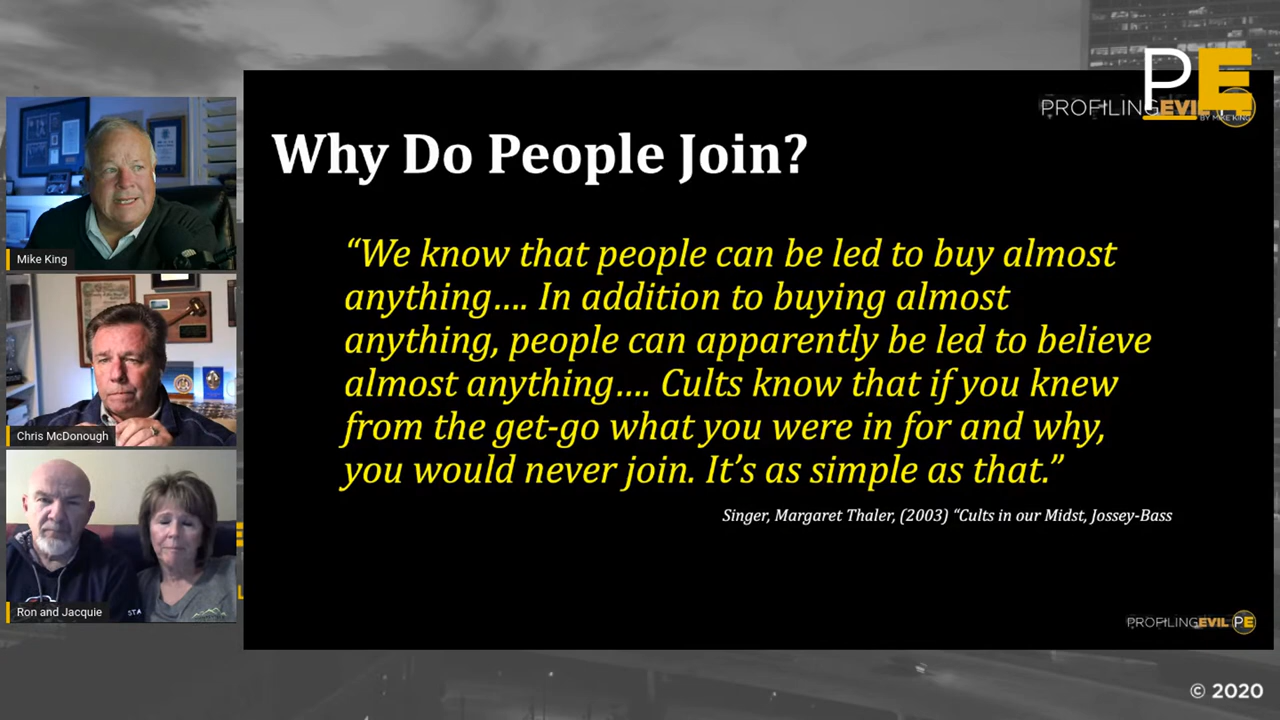 PE
PROFILINGEVIL
BY MIKE KING
Why Do People Join?
“We know that people can be led to buy almost
anything…. In addition to buying almost
anything, people can apparently be led to believe
almost anything…. Cults know that if you knew
from the get-go what you were in for and why,
you would never join. It’s as simple as that.”
Singer, Margaret Thaler, (2003) “Cults in our Midst, Jossey-Bass
Mike King
Chris McDonough
Ron and Jacquie
STA
PROFILINGEVIL PE
© 2020